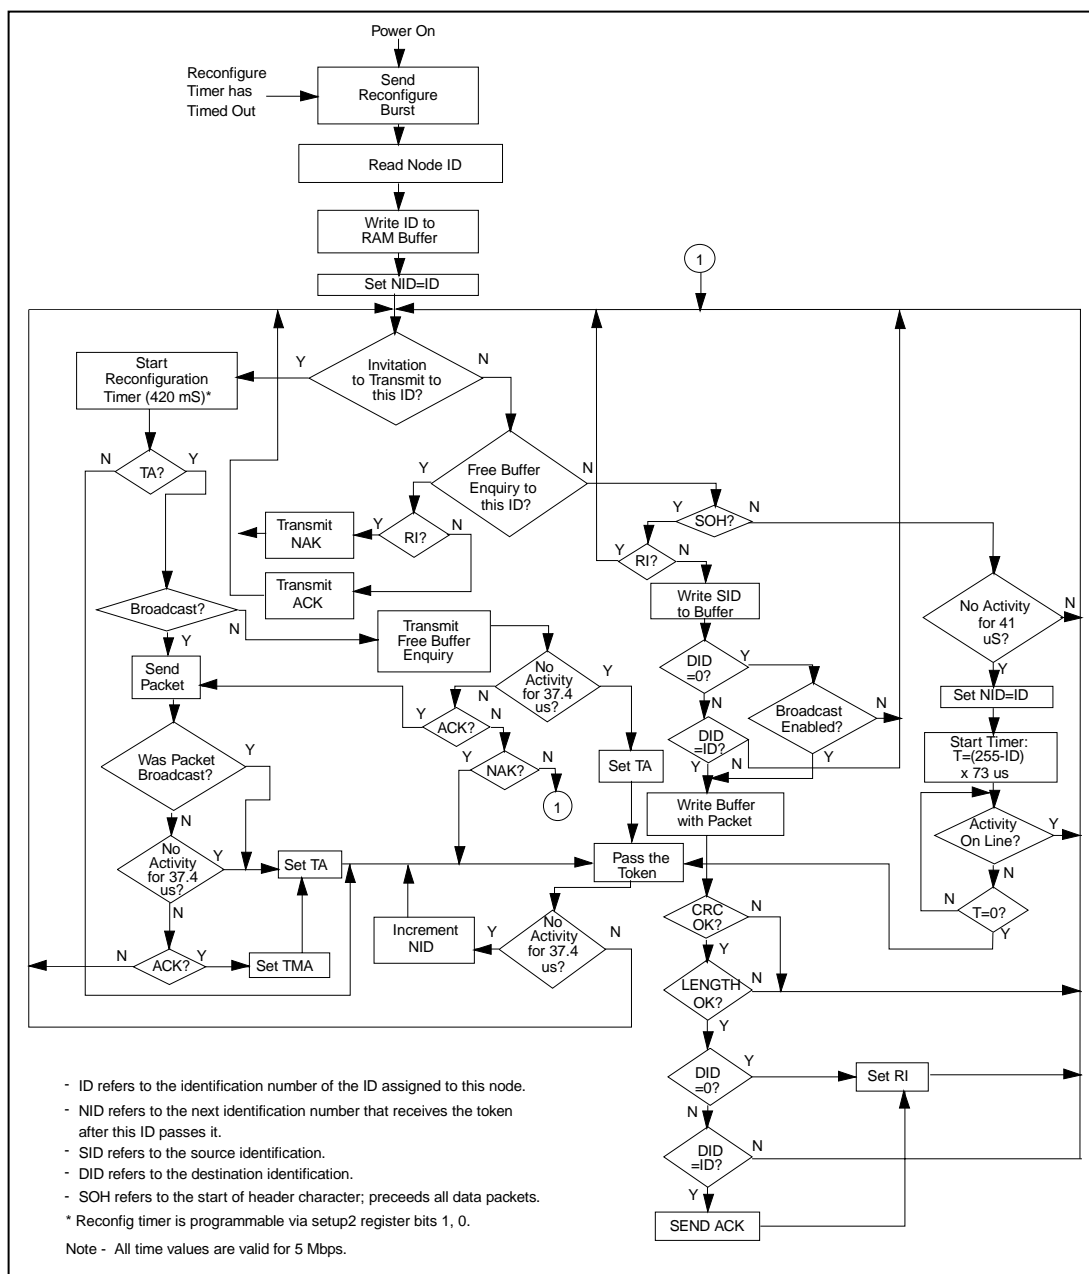 Power On
Reconfigure
Timer has
Timed Out
Send
Reconfigure
Burst
Read Node ID
Write ID to
RAM Buffer
Set NID=ID
1
Start
Reconfiguration
Timer (420 mS)*
Y
Invitation
to Transmit to
this ID?
N
N
TA?
Y
Y
Free Buffer
Enquiry to
this ID?
N
Transmit
NAK
Y
RI?
N
Transmit
ACK
Y
SOH?
N
Y
RI?
N
Write SID
to Buffer
No Activity
for 41
uS?
N
Y
Broadcast?
N
Y
Transmit
Free Buffer
Enquiry
Send
Packet
No
Activity
for 37.4
us?
N
Y
DID
=0?
Y
N
Broadcast
Enabled?
N
Y
Set NID=ID
Y
ACK?
N
DID
=ID?
N
Y
Start Timer:
T=(255-ID)
x 73 us
Was Packet
Broadcast?
Y
N
Y
NAK?
N
1
Set TA
Write Buffer
with Packet
Activity
On Line?
Y
N
No
Activity
for 37.4
us?
Y
N
Set TA
Pass the
Token
N
T=0?
Y
Increment
NID
Y
No
Activity
for 37.4
us?
N
CRC
OK?
N
Y
N
ACK?
Y
Set TMA
LENGTH
OK?
N
Y
DID
=0?
Y
N
Set RI
DID
=ID?
N
Y
SEND ACK
- ID refers to the identification number of the ID assigned to this node.
- NID refers to the next identification number that receives the token
after this ID passes it.
- SID refers to the source identification.
- DID refers to the destination identification.
- SOH refers to the start of header character; preceeds all data packets.
* Reconfig timer is programmable via setup2 register bits 1, 0.
Note - All time values are valid for 5 Mbps.